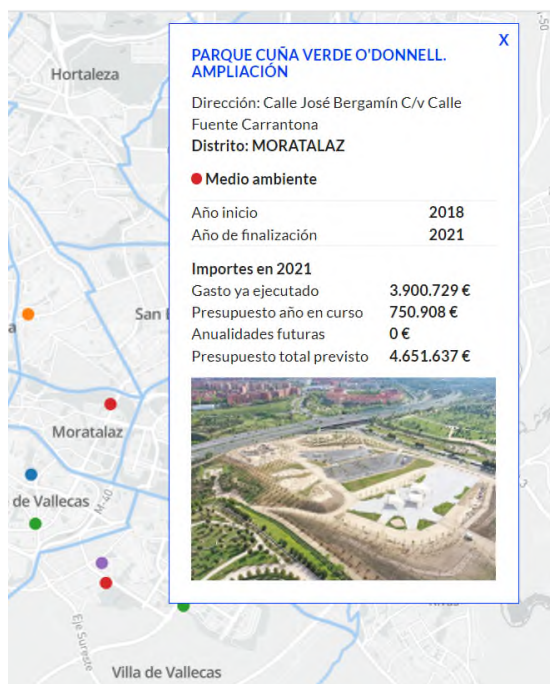 X
PARQUE CUÑA VERDE O'DONNELL.
AMPLIACIÓN
Dirección: Calle José Bergamín C/v Calle
Fuente Carrantona
Distrito: MORATALAZ
Medio ambiente
Año inicio 2018
Año de finalización 2021
Importes en 2021
Gasto ya ejecutado 3.900.729 €
Presupuesto año en curso 750.908 €
Anualidades futuras 0 €
Presupuesto total previsto 4.651.637 €
Hortaleza
San
Moratalaz
M-40
de Vallecas
Eje Sureste
Villa de Vallecas